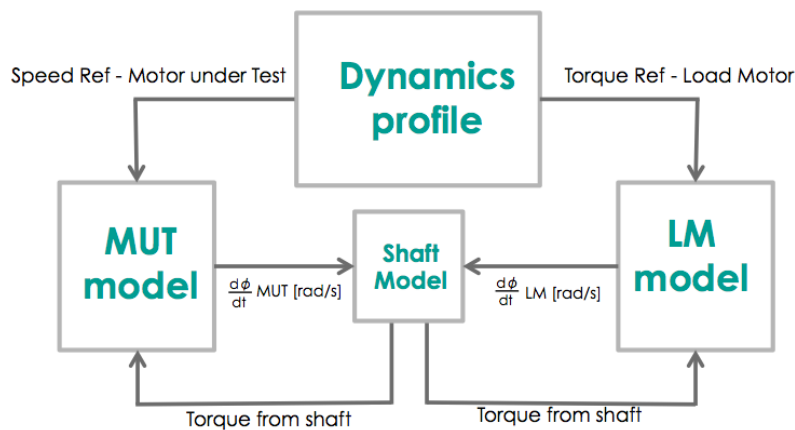 Speed Ref - Motor under Test
Dynamics
profile
Torque Ref - Load Motor
MUT
model
dϕ
dt MUT [rad/s]
Shaft
Model
dϕ
dt LM [rad/s]
LM
model
Torque from shaft
Torque from shaft